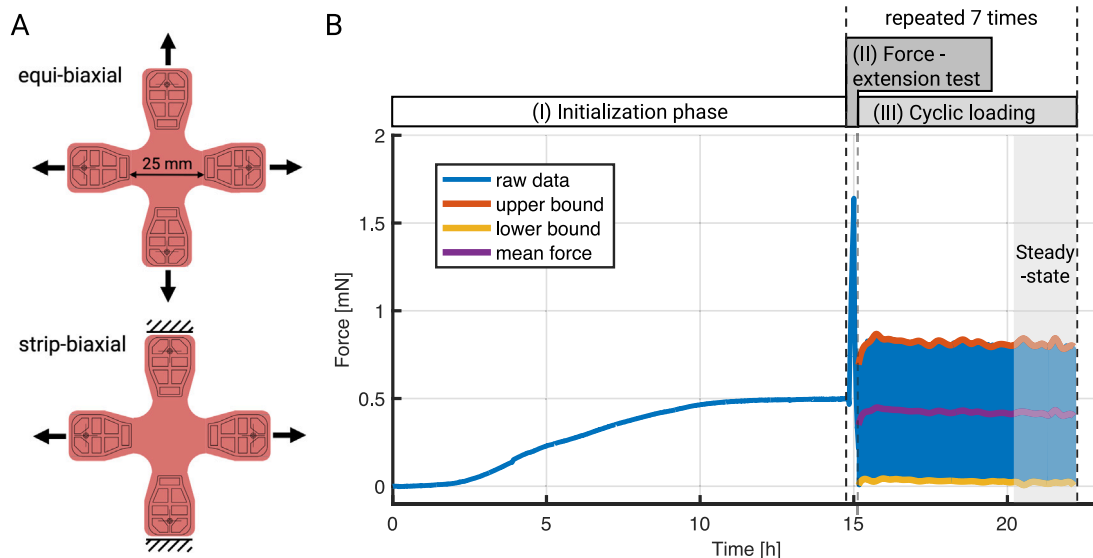 A
equi-biaxial
25 mm
strip-biaxial
B
repeated 7 times
(II) Force -
extension test
(I) Initialization phase
(III) Cyclic loading
raw data
upper bound
lower bound
mean force
Steady
-state
Force [mN]
2
1.5
1
0.5
0
0
5
10
15
20
Time [h]